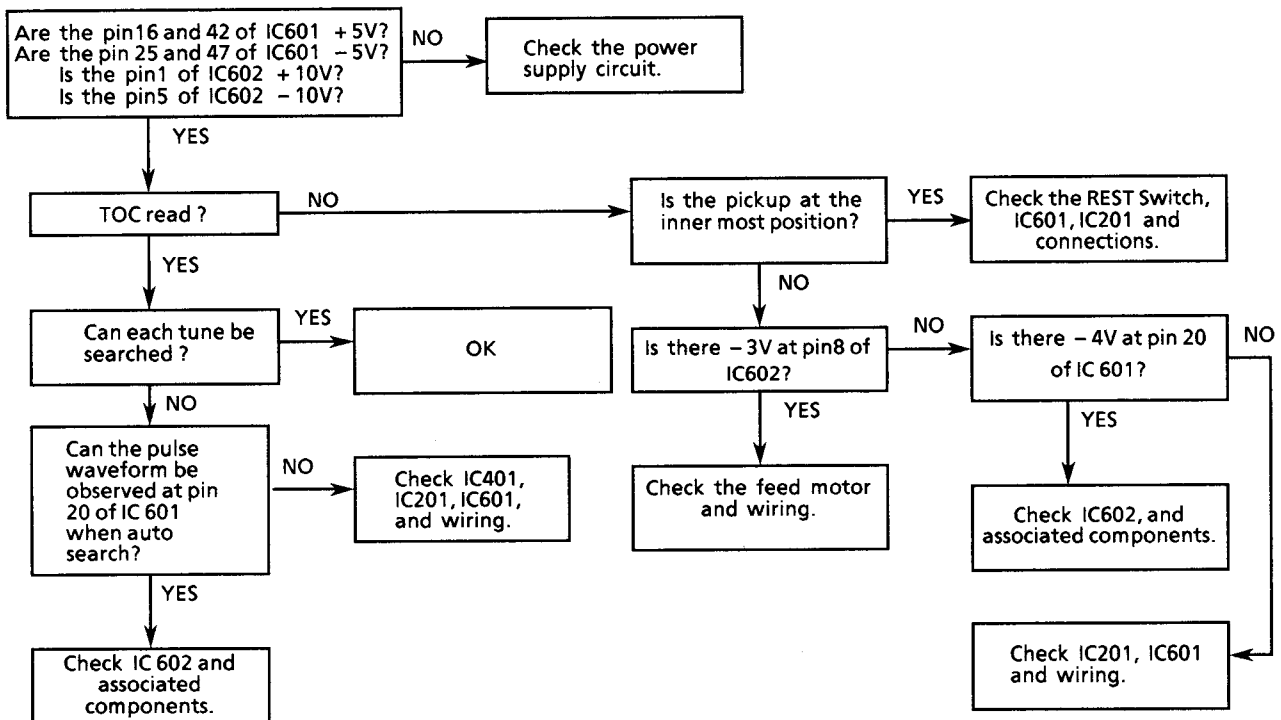 Are the pin16 and 42 of IC601 +5V?
Are the pin 25 and 47 of IC601 −5V?
Is the pin1 of IC602 +10V?
Is the pin5 of IC602 −10V?
NO
Check the power
supply circuit.
YES
TOC read ?
NO
Is the pickup at the
inner most position?
YES
Check the REST Switch,
IC601, IC201 and
connections.
YES
NO
Can each tune be
searched ?
YES
OK
Is there −3V at pin8 of
IC602?
NO
Is there −4V at pin 20
of IC 601?
NO
NO
YES
YES
Can the pulse
waveform be
observed at pin
20 of IC 601
when auto
search?
NO
Check IC401,
IC201, IC601,
and wiring.
Check the feed motor
and wiring.
Check IC602, and
associated components.
YES
Check IC 602 and
associated
components.
Check IC201, IC601
and wiring.